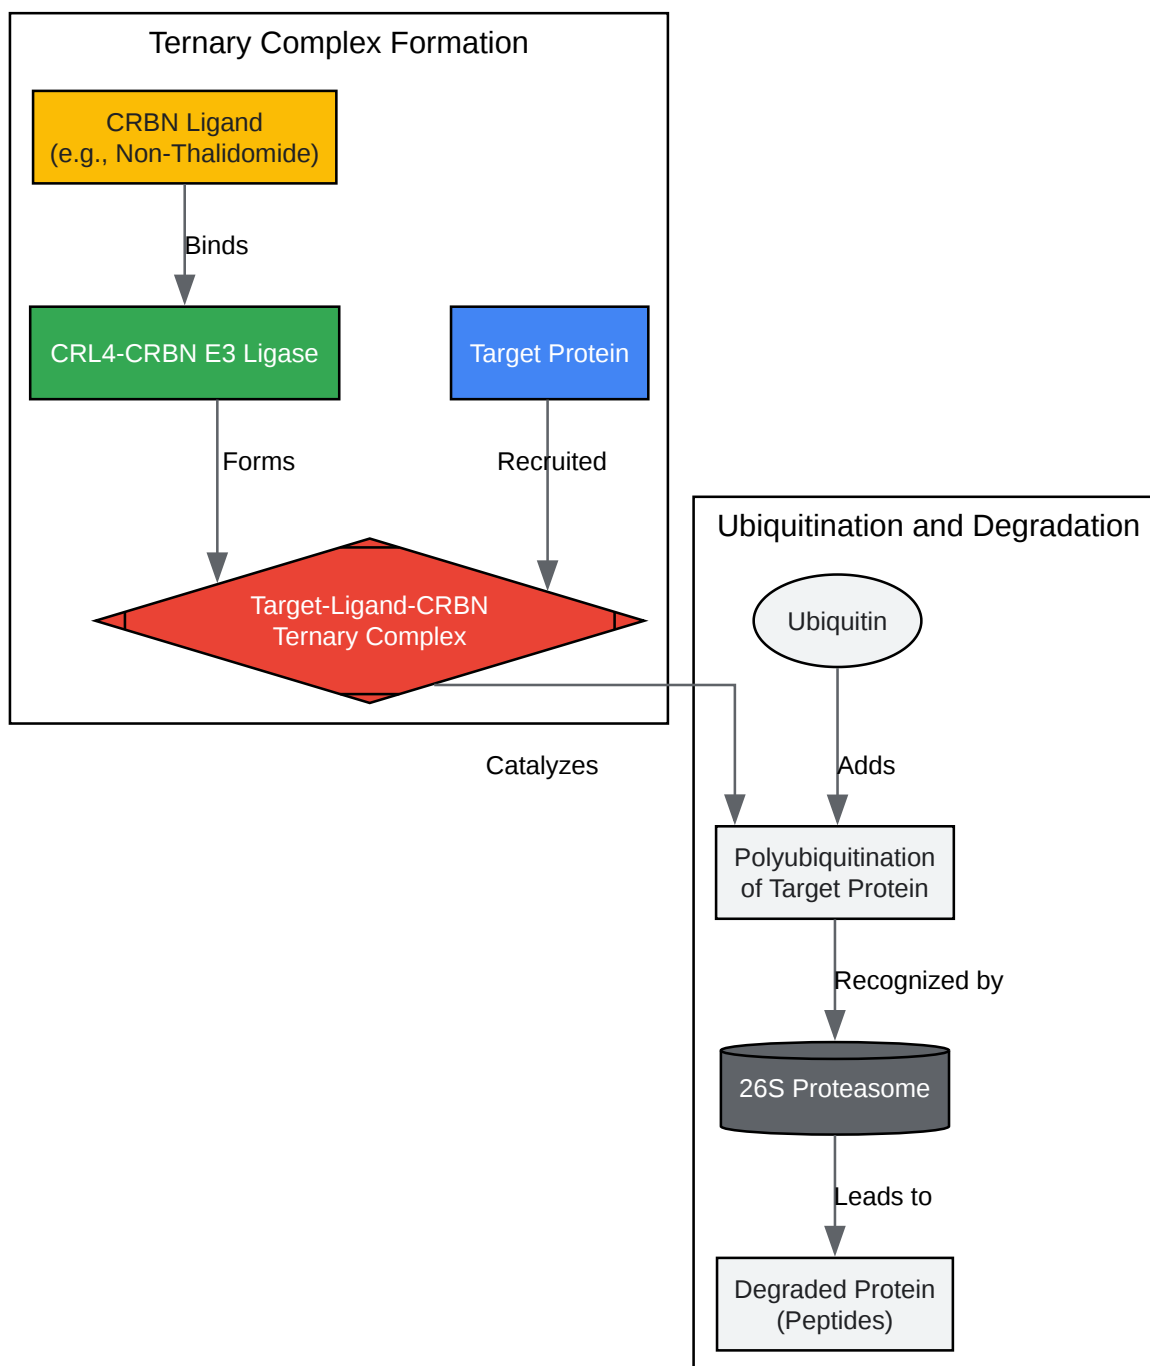 Ternary Complex Formation
CRBN Ligand
(e.g., Non-Thalidomide)
Binds
CRL4-CRBN E3 Ligase
Target Protein
Forms
Recruited
Target-Ligand-CRBN
Ternary Complex
Catalyzes
Ubiquitination and Degradation
Ubiquitin
Adds
Polyubiquitination
of Target Protein
Recognized by
26S Proteasome
Leads to
Degraded Protein
(Peptides)